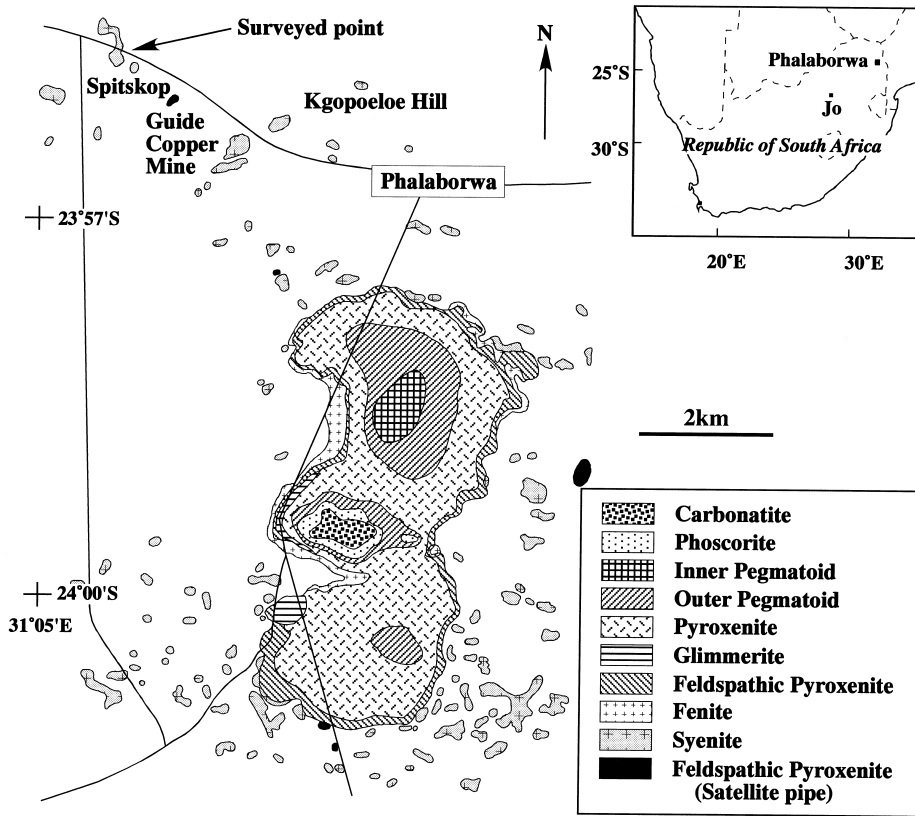 Surveyed point
N
Spitskop
Kgopoeloe Hill
Guide
Copper
Mine
Phalaborwa
23°57'S
24°00'S
31°05'E
2km
Phalaborwa
25°S
Jo
30°S
Republic of South Africa
20°E
30°E
Carbonatite
Phoscorite
Inner Pegmatoid
Outer Pegmatoid
Pyroxenite
Glimmerite
Feldspathic Pyroxenite
Fenite
Syenite
Feldspathic Pyroxenite
(Satellite pipe)